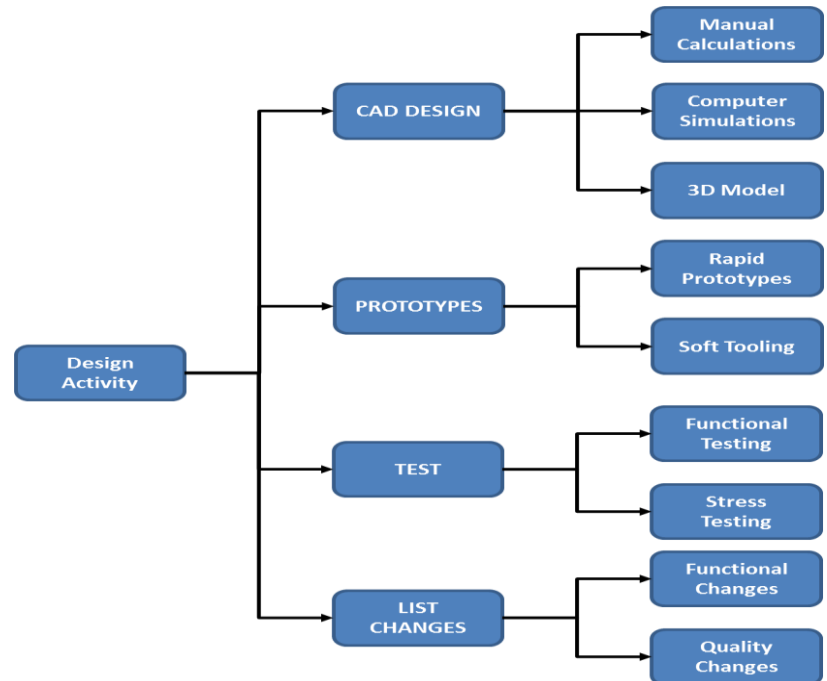 Manual
Calculations
CAD DESIGN
Computer
Simulations
3D Model
Rapid
Prototypes
PROTOTYPES
Soft Tooling
Design
Activity
Functional
Testing
TEST
Stress
Testing
Functional
Changes
LIST
CHANGES
Quality
Changes